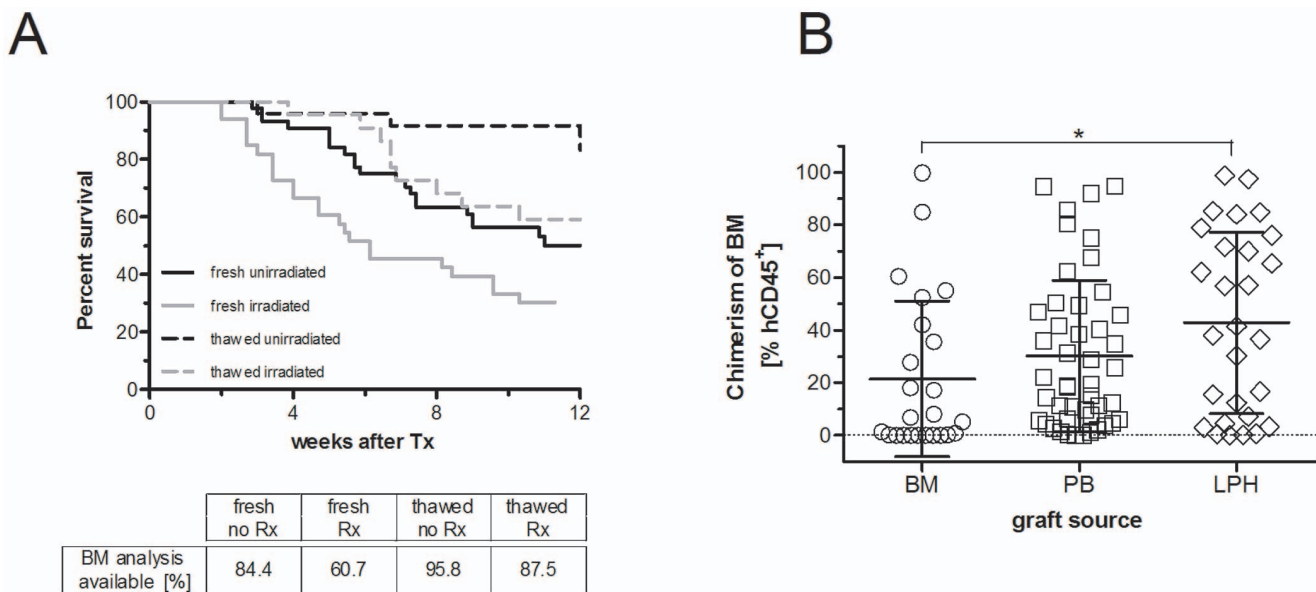 A
100
80
60
40
20
0
Percent survival
fresh unirradiated
fresh irradiated
thawed unirradiated
thawed irradiated
0 4 8 12
weeks after Tx
fresh no Rx fresh Rx thawed no Rx thawed Rx
BM analysis available [%] 84.4 60.7 95.8 87.5
B
*
100
80
60
40
20
0
Chimerism of BM
[% hCD45+]
BM PB LPH
graft source